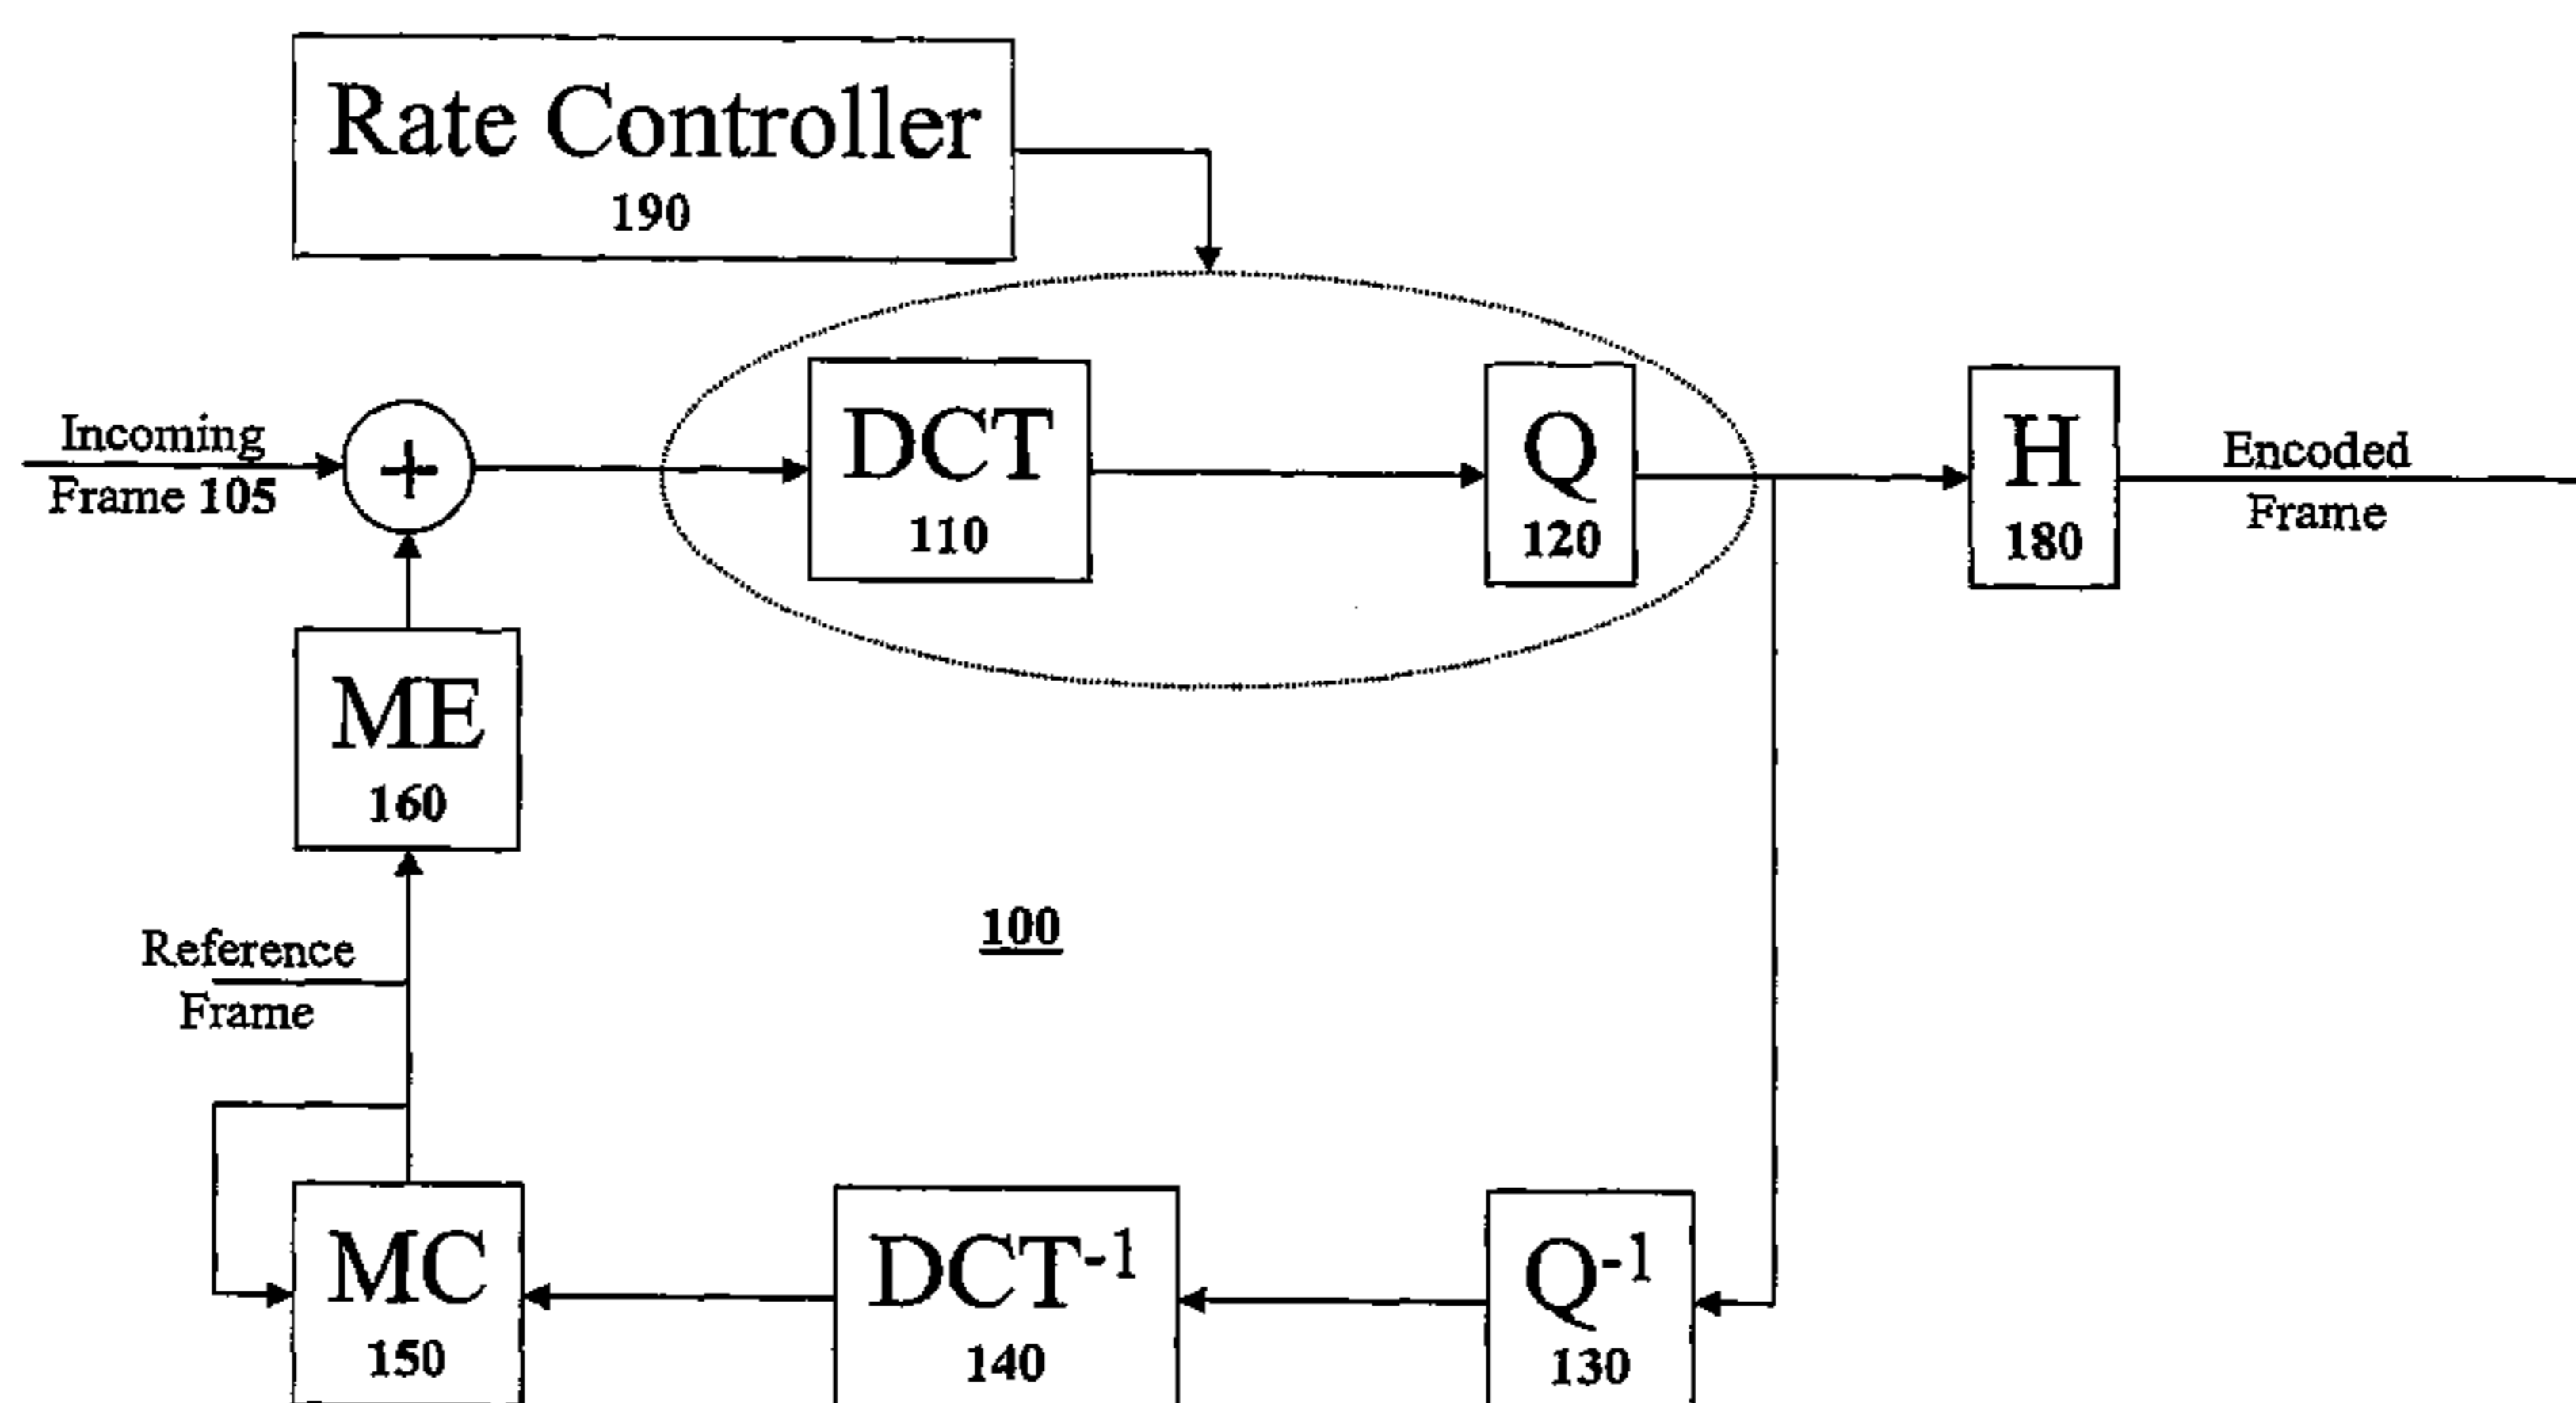 Rate Controller
190
Incoming
Frame 105
+
DCT
110
Q
120
H
180
Encoded
Frame
ME
160
100
Reference
Frame
MC
150
DCT-1
140
Q-1
130